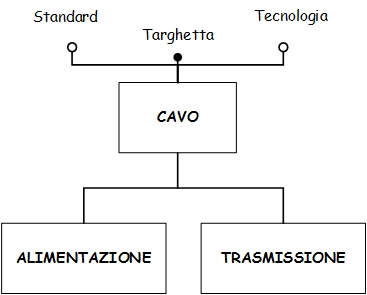 Standard
Targhetta
Tecnologia
CAVO
ALIMENTAZIONE
TRASMISSIONE